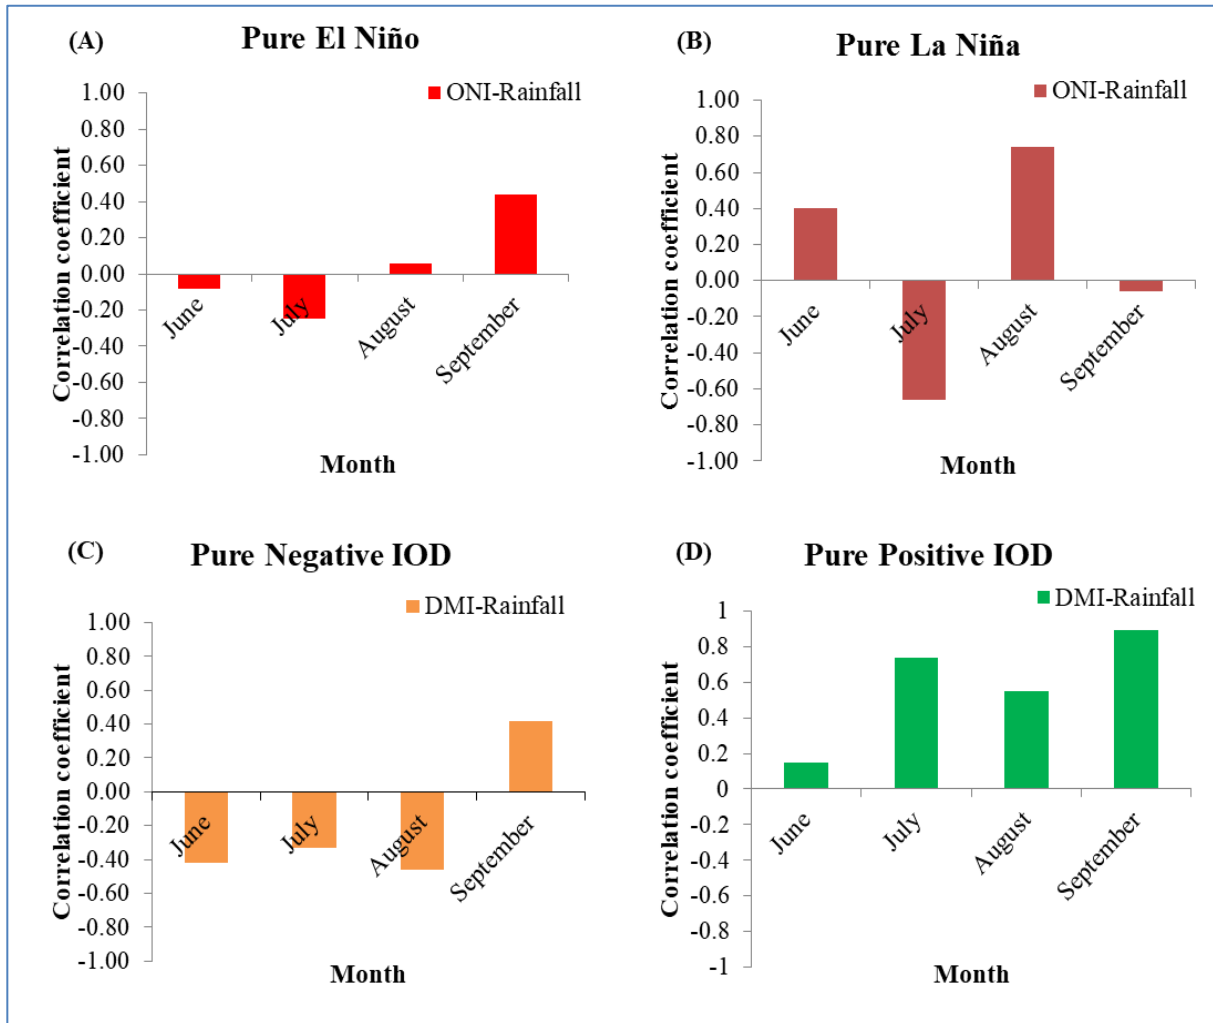 (A)
Pure El Niño
ONI-Rainfall
Correlation coefficient
1.00
0.80
0.60
0.40
0.20
0.00
-0.20
-0.40
-0.60
-0.80
-1.00
June
July
August
September
Month
(B)
Pure La Niña
ONI-Rainfall
Correlation coefficient
1.00
0.80
0.60
0.40
0.20
0.00
-0.20
-0.40
-0.60
-0.80
-1.00
June
July
August
September
Month
(C)
Pure Negative IOD
DMI-Rainfall
Correlation coefficient
1.00
0.80
0.60
0.40
0.20
0.00
-0.20
-0.40
-0.60
-0.80
-1.00
June
July
August
September
Month
(D)
Pure Positive IOD
DMI-Rainfall
Correlation coefficient
1
0.8
0.6
0.4
0.2
0
-0.2
-0.4
-0.6
-0.8
-1
June
July
August
September
Month